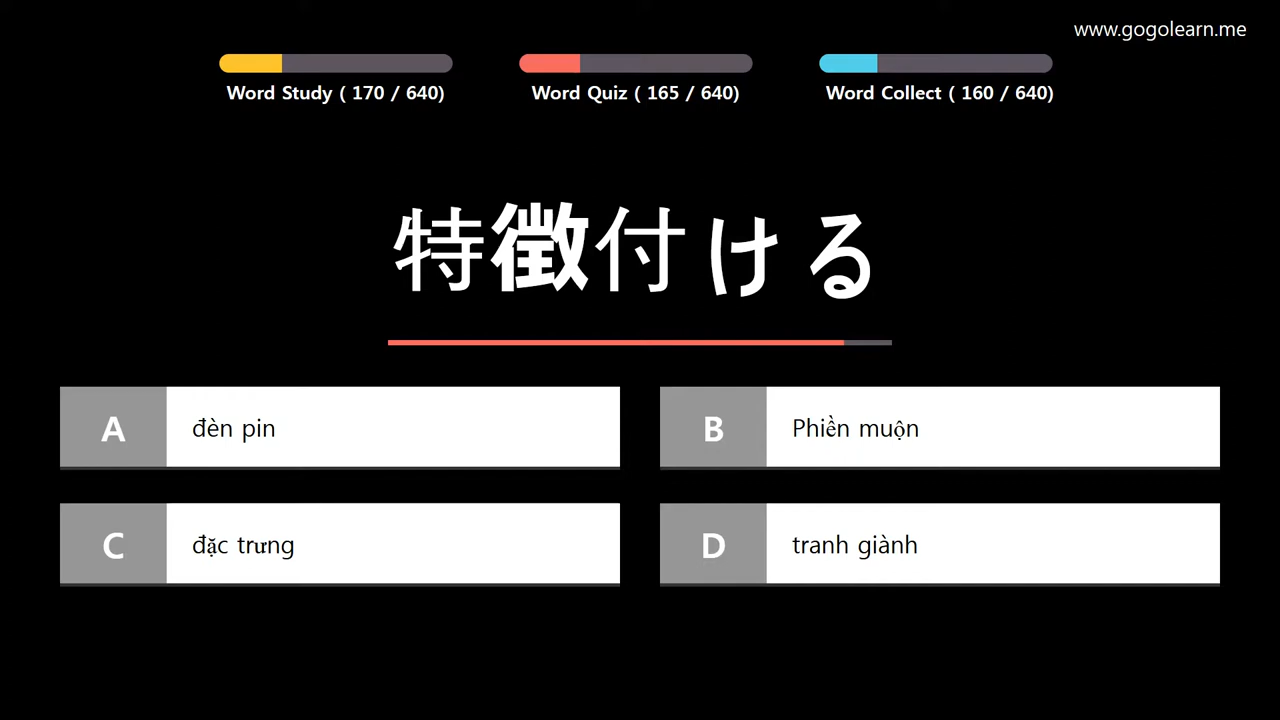 www.gogolearn.me
Word Study ( 170 / 640)
Word Quiz ( 165 / 640)
Word Collect ( 160 / 640)
特徴付ける
A đèn pin
B Phiền muộn
C đặc trưng
D tranh giành